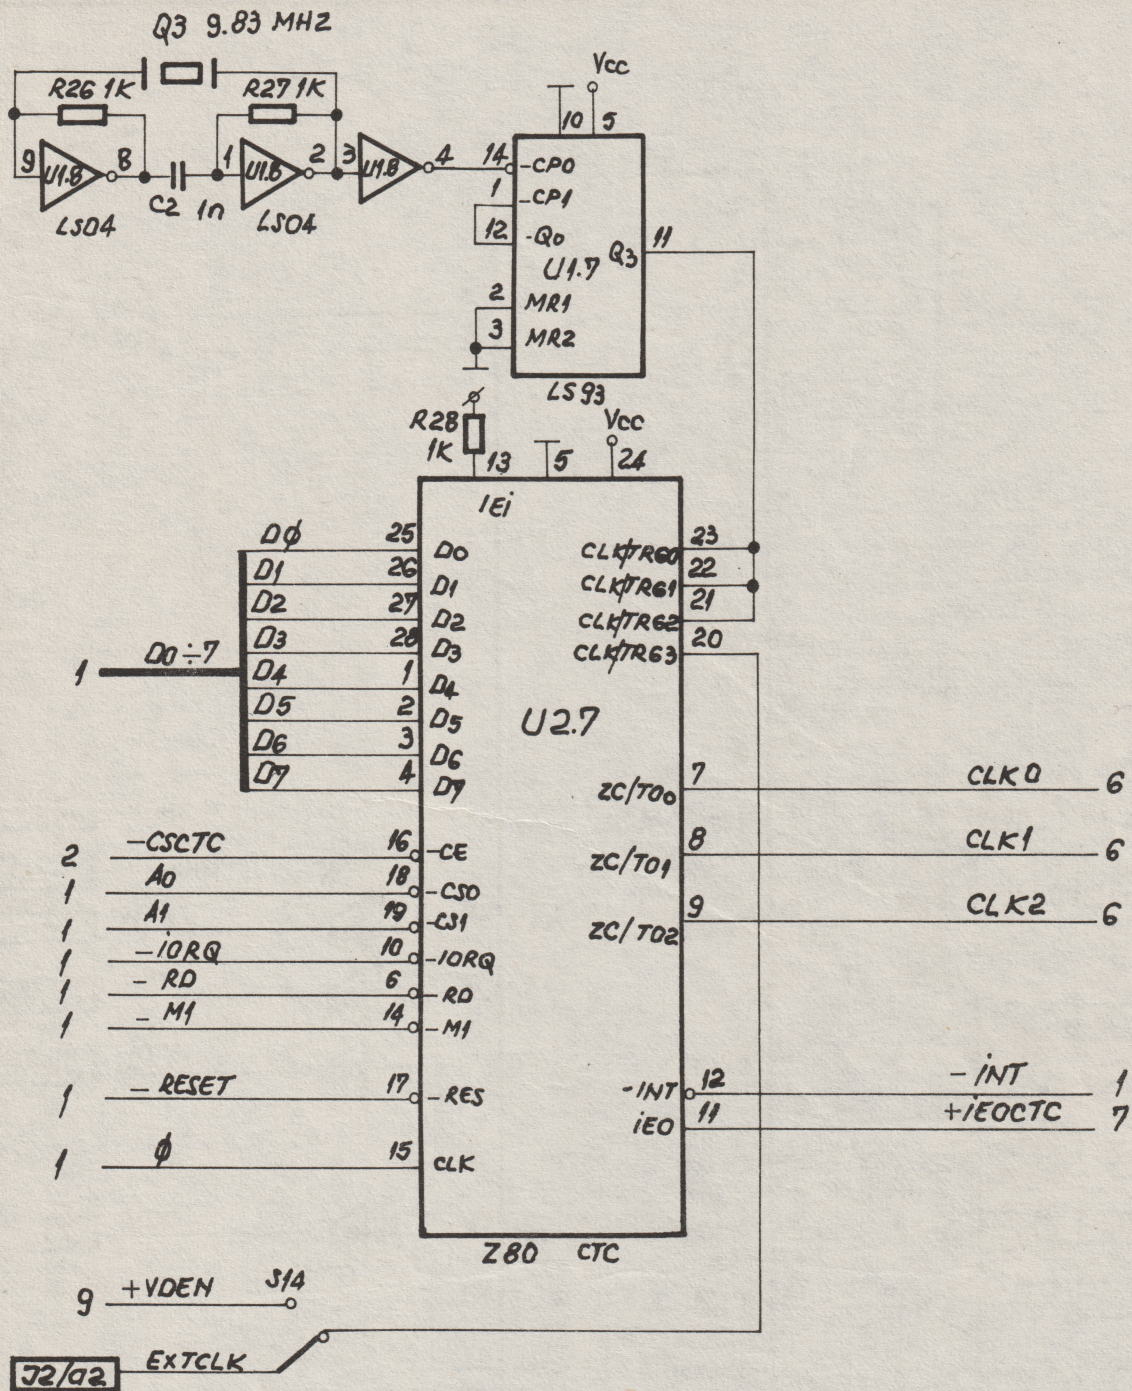 Q3 9.83 MHZ
R26 1K
R27 1K
9 U1.8 8
1 U1.8 2
3 U1.8 4
C2 1n
LS04
LS04
Vcc
10 5
14 -CP0
1 -CP1
12 -Q0
Q3 11
U1.7
2 MR1
3 MR2
LS93
R28
1K
Vcc
13 5 24
IEi
DØ 25 D0
D1 26 D1
D2 27 D2
D3 28 D3
D4 1 D4
D5 2 D5
D6 3 D6
D7 4 D7
1 D0÷7
CLK/TRG0 23
CLK/TRG1 22
CLK/TRG2 21
CLK/TRG3 20
U2.7
ZC/T00 7 CLK0 6
ZC/T01 8 CLK1 6
ZC/T02 9 CLK2 6
2 -CSCTC 16 -CE
1 A0 18 -CS0
1 A1 19 -CS1
1 -iORQ 10 -IORQ
1 -RD 6 -RD
1 -M1 14 -M1
1 -RESET 17 -RES
1 ϕ 15 CLK
-INT 12 -iNT 1
iEO 11 +iEOCTC 7
Z80 CTC
9 +VDEN S14
J2/a2 EXTCLK